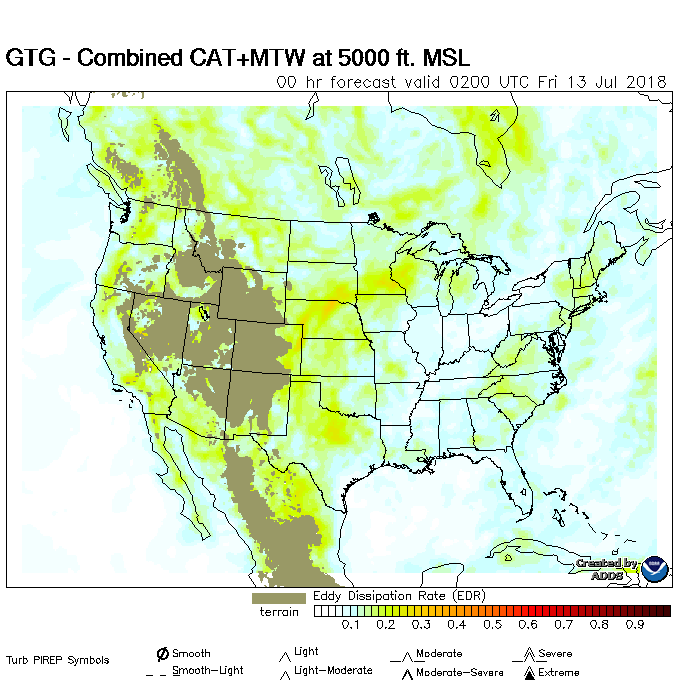 GTG - Combined CAT+MTW at 5000 ft. MSL
00 hr forecast valid 0200 UTC Fri 13 Jul 2018
Created by
ADDS
Eddy Dissipation Rate (EDR)
terrain
0.1 0.2 0.3 0.4 0.5 0.6 0.7 0.8 0.9
Turb PIREP Symbols
Smooth Light Moderate Severe
Smooth-Light Light-Moderate Moderate-Severe Extreme